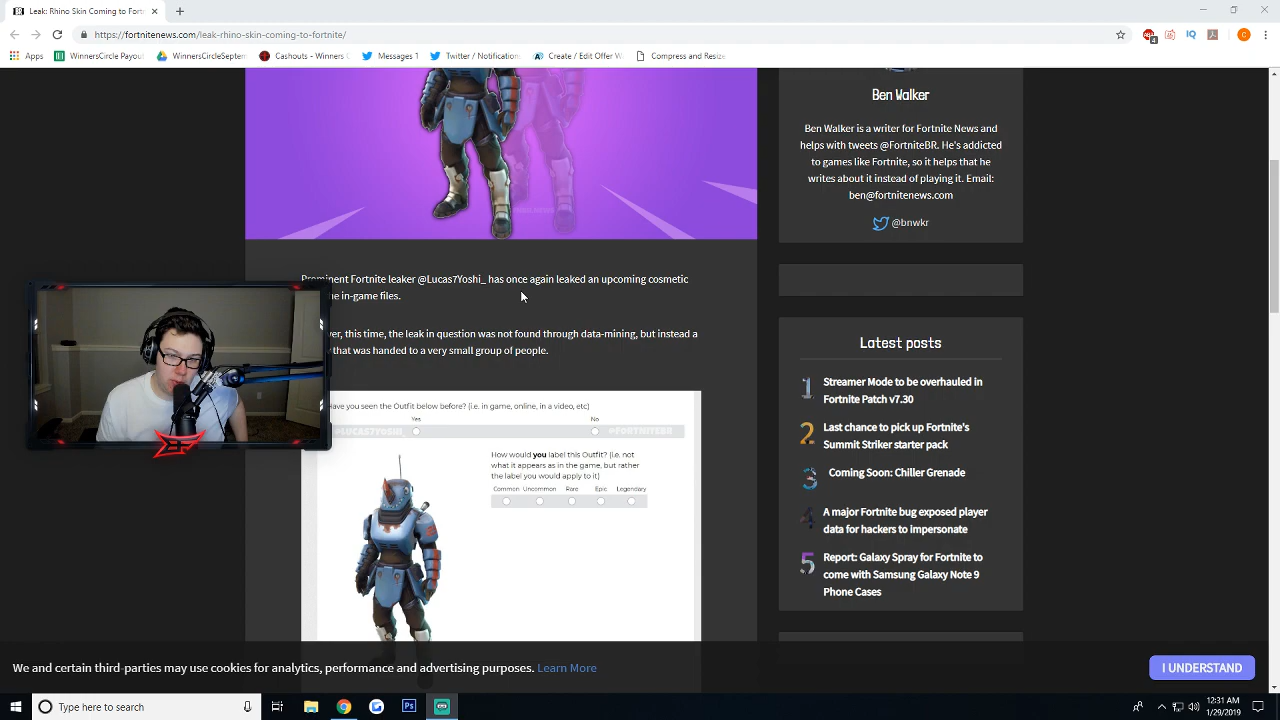 Leak: Rhino Skin Coming to Fortn
https://fortnitenews.com/leak-rhino-skin-coming-to-fortnite/
Apps
WinnersCircle Payou
WinnersCircleSeptem
Cashouts - Winners C
Messages
Twitter / Notifications
Create / Edit Offer W
Compress and Resize
Prominent Fortnite leaker @Lucas7Yoshi_ has once again leaked an upcoming cosmetic
in-game files.
this time, the leak in question was not found through data-mining, but instead a
that was handed to a very small group of people.
Have you seen the Outfit below before? (i.e. in game, online, in a video, etc)
Yes
No
@LUCAS7YOSHI_
@FORTNITEBR
How would you label this Outfit? (i.e. not
what it appears as in the game, but rather
the label you would apply to it)
Common Uncommon Rare Epic Legendary
Ben Walker
Ben Walker is a writer for Fortnite News and
helps with tweets @FortniteBR. He's addicted
to games like Fortnite, so it helps that he
writes about it instead of playing it. Email:
ben@fortnitenews.com
@bnwkr
Latest posts
1
Streamer Mode to be overhauled in
Fortnite Patch v7.30
2
Last chance to pick up Fortnite's
Summit Striker starter pack
3
Coming Soon: Chiller Grenade
4
A major Fortnite bug exposed player
data for hackers to impersonate
5
Report: Galaxy Spray for Fortnite to
come with Samsung Galaxy Note 9
Phone Cases
We and certain third-parties may use cookies for analytics, performance and advertising purposes. Learn More
I UNDERSTAND
Type here to search
12:31 AM
1/29/2019